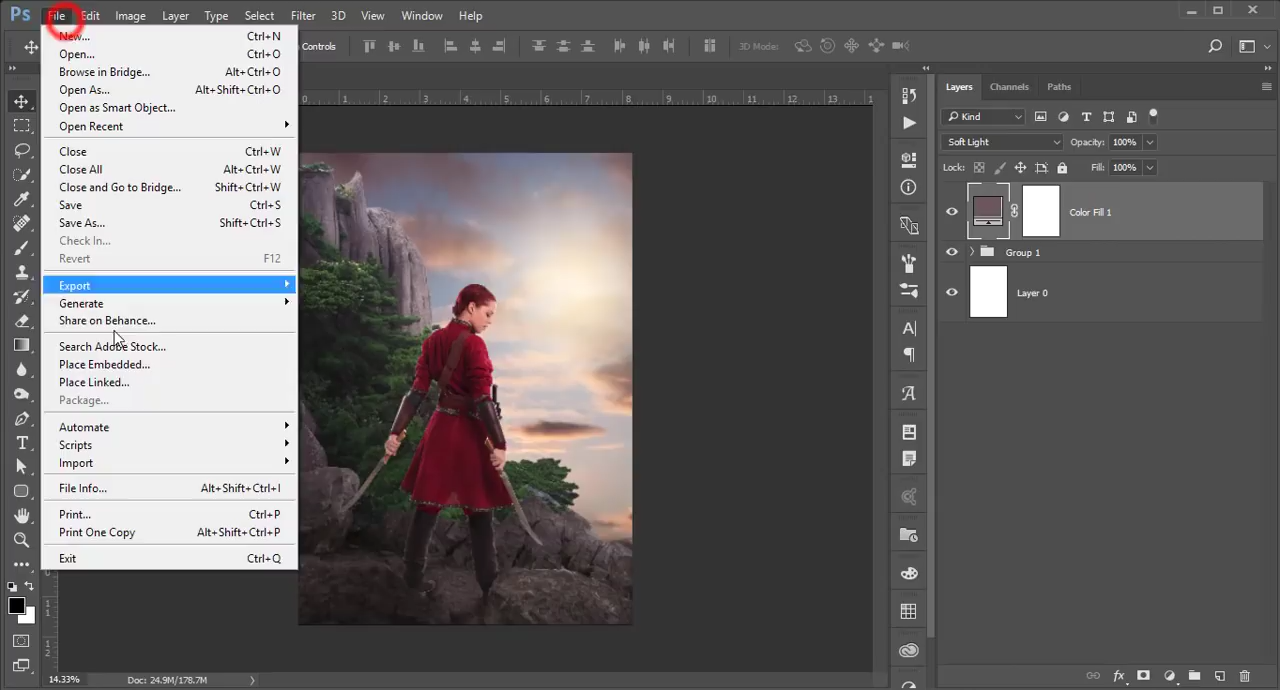 Ps File Edit Image Layer Type Select Filter 3D View Window Help
New... Ctrl+N
Open... Ctrl+O
Browse in Bridge... Alt+Ctrl+O
Open As... Alt+Shift+Ctrl+O
Open as Smart Object...
Open Recent
Close Ctrl+W
Close All Alt+Ctrl+W
Close and Go to Bridge... Shift+Ctrl+W
Save Ctrl+S
Save As... Shift+Ctrl+S
Check In...
Revert F12
Export
Generate
Share on Behance...
Search Adobe Stock...
Place Embedded...
Place Linked...
Package...
Automate
Scripts
Import
File Info... Alt+Shift+Ctrl+I
Print... Ctrl+P
Print One Copy Alt+Shift+Ctrl+P
Exit Ctrl+Q
Controls 3D Mode:
0 1 2 3 4 5 6 7 8 9 10 11 12 13 1
1
1
1
2
14.33% Doc: 24.9M/178.7M
Layers Channels Paths
Kind
Soft Light Opacity: 100%
Lock: Fill: 100%
Color Fill 1
Group 1
Layer 0